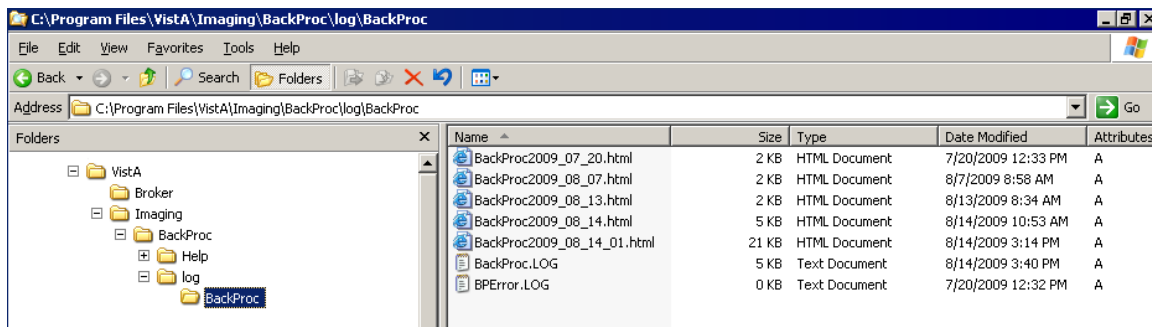 C:\Program Files\VistA\Imaging\BackProc\log\BackProc
File Edit View Favorites Tools Help
Back Search Folders
Address C:\Program Files\VistA\Imaging\BackProc\log\BackProc Go
Folders Name Size Type Date Modified Attributes
VistA
Broker
Imaging
BackProc
Help
log
BackProc
BackProc2009_07_20.html 2 KB HTML Document 7/20/2009 12:33 PM A
BackProc2009_08_07.html 2 KB HTML Document 8/7/2009 8:58 AM A
BackProc2009_08_13.html 2 KB HTML Document 8/13/2009 8:34 AM A
BackProc2009_08_14.html 5 KB HTML Document 8/14/2009 10:53 AM A
BackProc2009_08_14_01.html 21 KB HTML Document 8/14/2009 3:14 PM A
BackProc.LOG 5 KB Text Document 8/14/2009 3:40 PM A
BPError.LOG 0 KB Text Document 7/20/2009 12:32 PM A